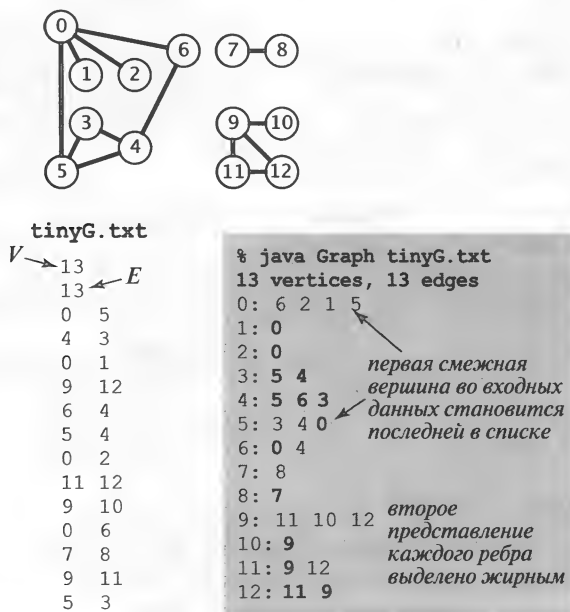 0
6
7
8
1
2
3
9
10
4
5
11
12
tinyG.txt
V
13
13
E
0 5
4 3
0 1
9 12
6 4
5 4
0 2
11 12
9 10
0 6
7 8
9 11
5 3
% java Graph tinyG.txt
13 vertices, 13 edges
0: 6 2 1 5
1: 0
2: 0
3: 5 4
4: 5 6 3
5: 3 4 0
6: 0 4
7: 8
8: 7
9: 11 10 12
10: 9
11: 9 12
12: 11 9
первая смежная
вершина во входных
данных становится
последней в списке
второе
представление
каждого ребра
выделено жирным